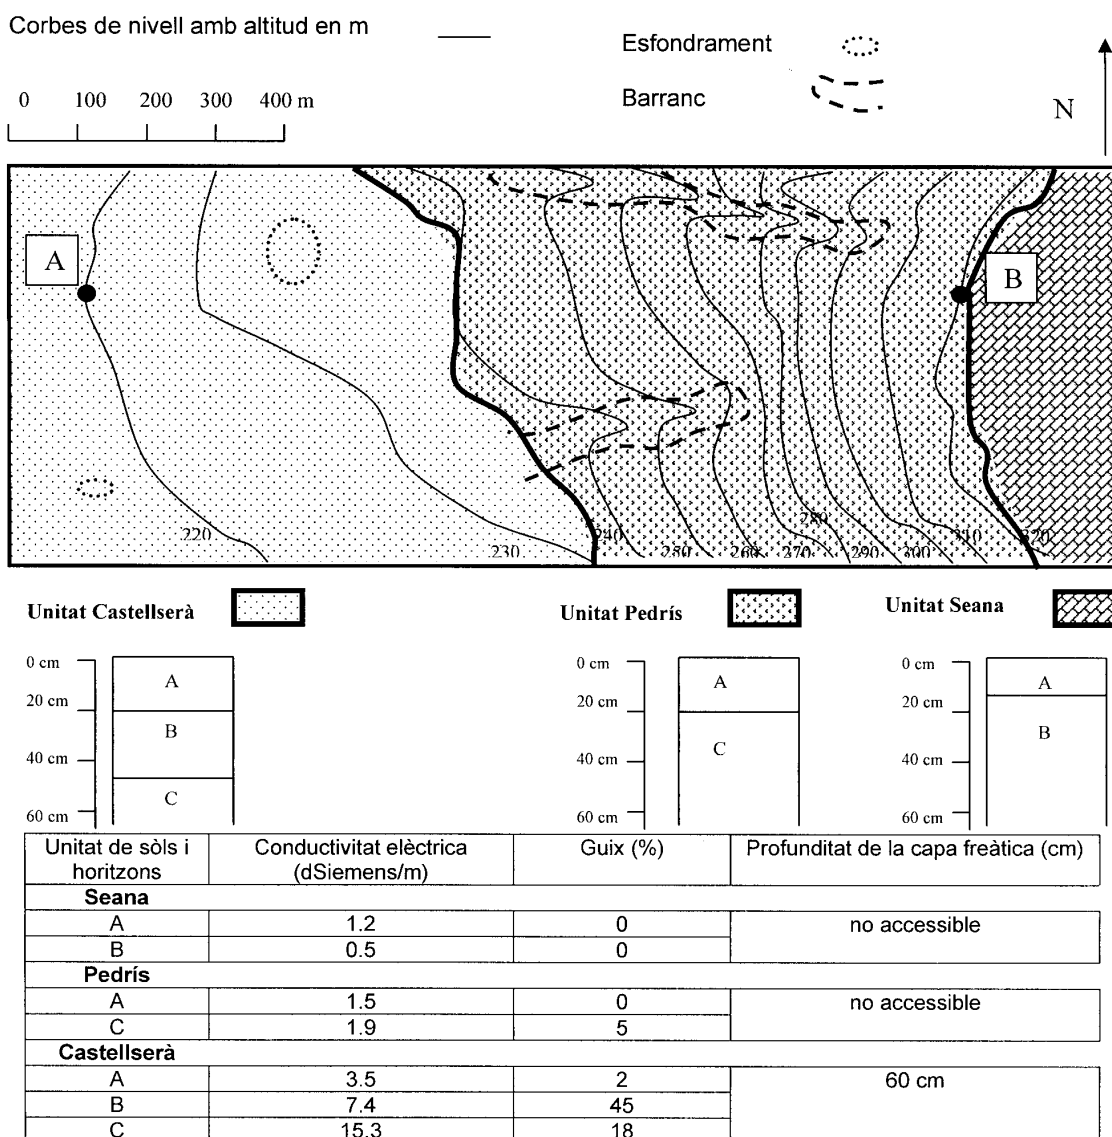 Corbes de nivell amb altitud en m
Esfondrament
Barranc
0 100 200 300 400 m
N
A
B
220
230
240
250
260
270
280
290
300
310
320
Unitat Castellserà
Unitat Pedrís
Unitat Seana
0 cm
20 cm
40 cm
60 cm
A
B
C
0 cm
20 cm
40 cm
60 cm
A
C
0 cm
20 cm
40 cm
60 cm
A
B
Unitat de sòls i horitzons
Conductivitat elèctrica (dSiemens/m)
Guix (%)
Profunditat de la capa freàtica (cm)
Seana
A 1.2 0 no accessible
B 0.5 0
Pedrís
A 1.5 0 no accessible
C 1.9 5
Castellserà
A 3.5 2 60 cm
B 7.4 45
C 15.3 18